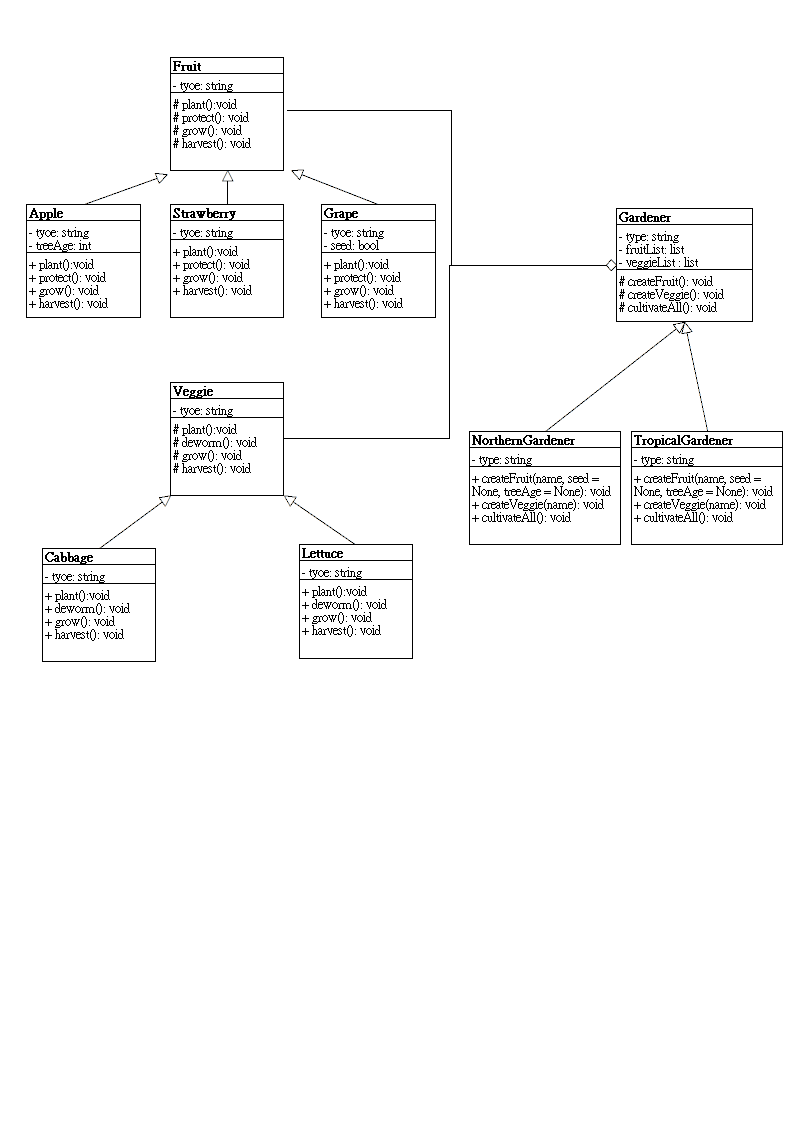 Fruit
- tyoe: string
# plant():void
# protect(): void
# grow(): void
# harvest(): void
Apple
- tyoe: string
- treeAge: int
+ plant():void
+ protect(): void
+ grow(): void
+ harvest(): void
Strawberry
- tyoe: string
+ plant():void
+ protect(): void
+ grow(): void
+ harvest(): void
Grape
- tyoe: string
- seed: bool
+ plant():void
+ protect(): void
+ grow(): void
+ harvest(): void
Gardener
- type: string
- fruitList: list
- veggieList : list
# createFruit(): void
# createVeggie(): void
# cultivateAll(): void
Veggie
- tyoe: string
# plant():void
# deworm(): void
# grow(): void
# harvest(): void
NorthernGardener
- type: string
+ createFruit(name, seed =
None, treeAge = None): void
+ createVeggie(name): void
+ cultivateAll(): void
TropicalGardener
- type: string
+ createFruit(name, seed =
None, treeAge = None): void
+ createVeggie(name): void
+ cultivateAll(): void
Cabbage
- tyoe: string
+ plant():void
+ deworm(): void
+ grow(): void
+ harvest(): void
Lettuce
- tyoe: string
+ plant():void
+ deworm(): void
+ grow(): void
+ harvest(): void